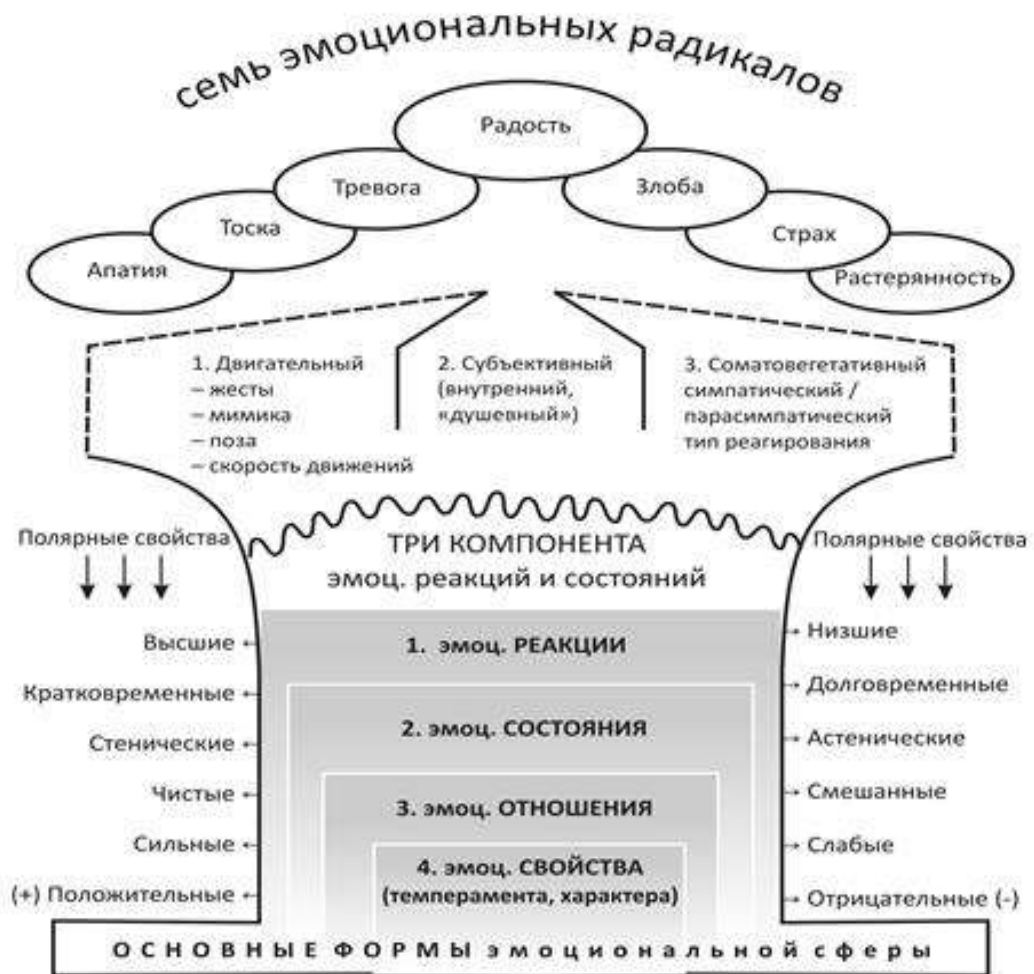 семь эмоциональных радикалов
Радость
Тревога
Злоба
Тоска
Страх
Апатия
Растерянность
1. Двигательный
– жесты
– мимика
– поза
– скорость движений
2. Субъективный
(внутренний,
«душевный»)
3. Соматовегетативный
симпатический /
парасимпатический
тип реагирования
Полярные свойства
ТРИ КОМПОНЕНТА
эмоц. реакций и состояний
Полярные свойства
Высшие
1. эмоц. РЕАКЦИИ
Низшие
Кратковременные
Долговременные
Стенические
2. эмоц. СОСТОЯНИЯ
Астенические
Чистые
3. эмоц. ОТНОШЕНИЯ
Смешанные
Сильные
Слабые
4. эмоц. СВОЙСТВА
(темперамента, характера)
(+) Положительные
Отрицательные (-)
ОСНОВНЫЕ ФОРМЫ эмоциональной сферы